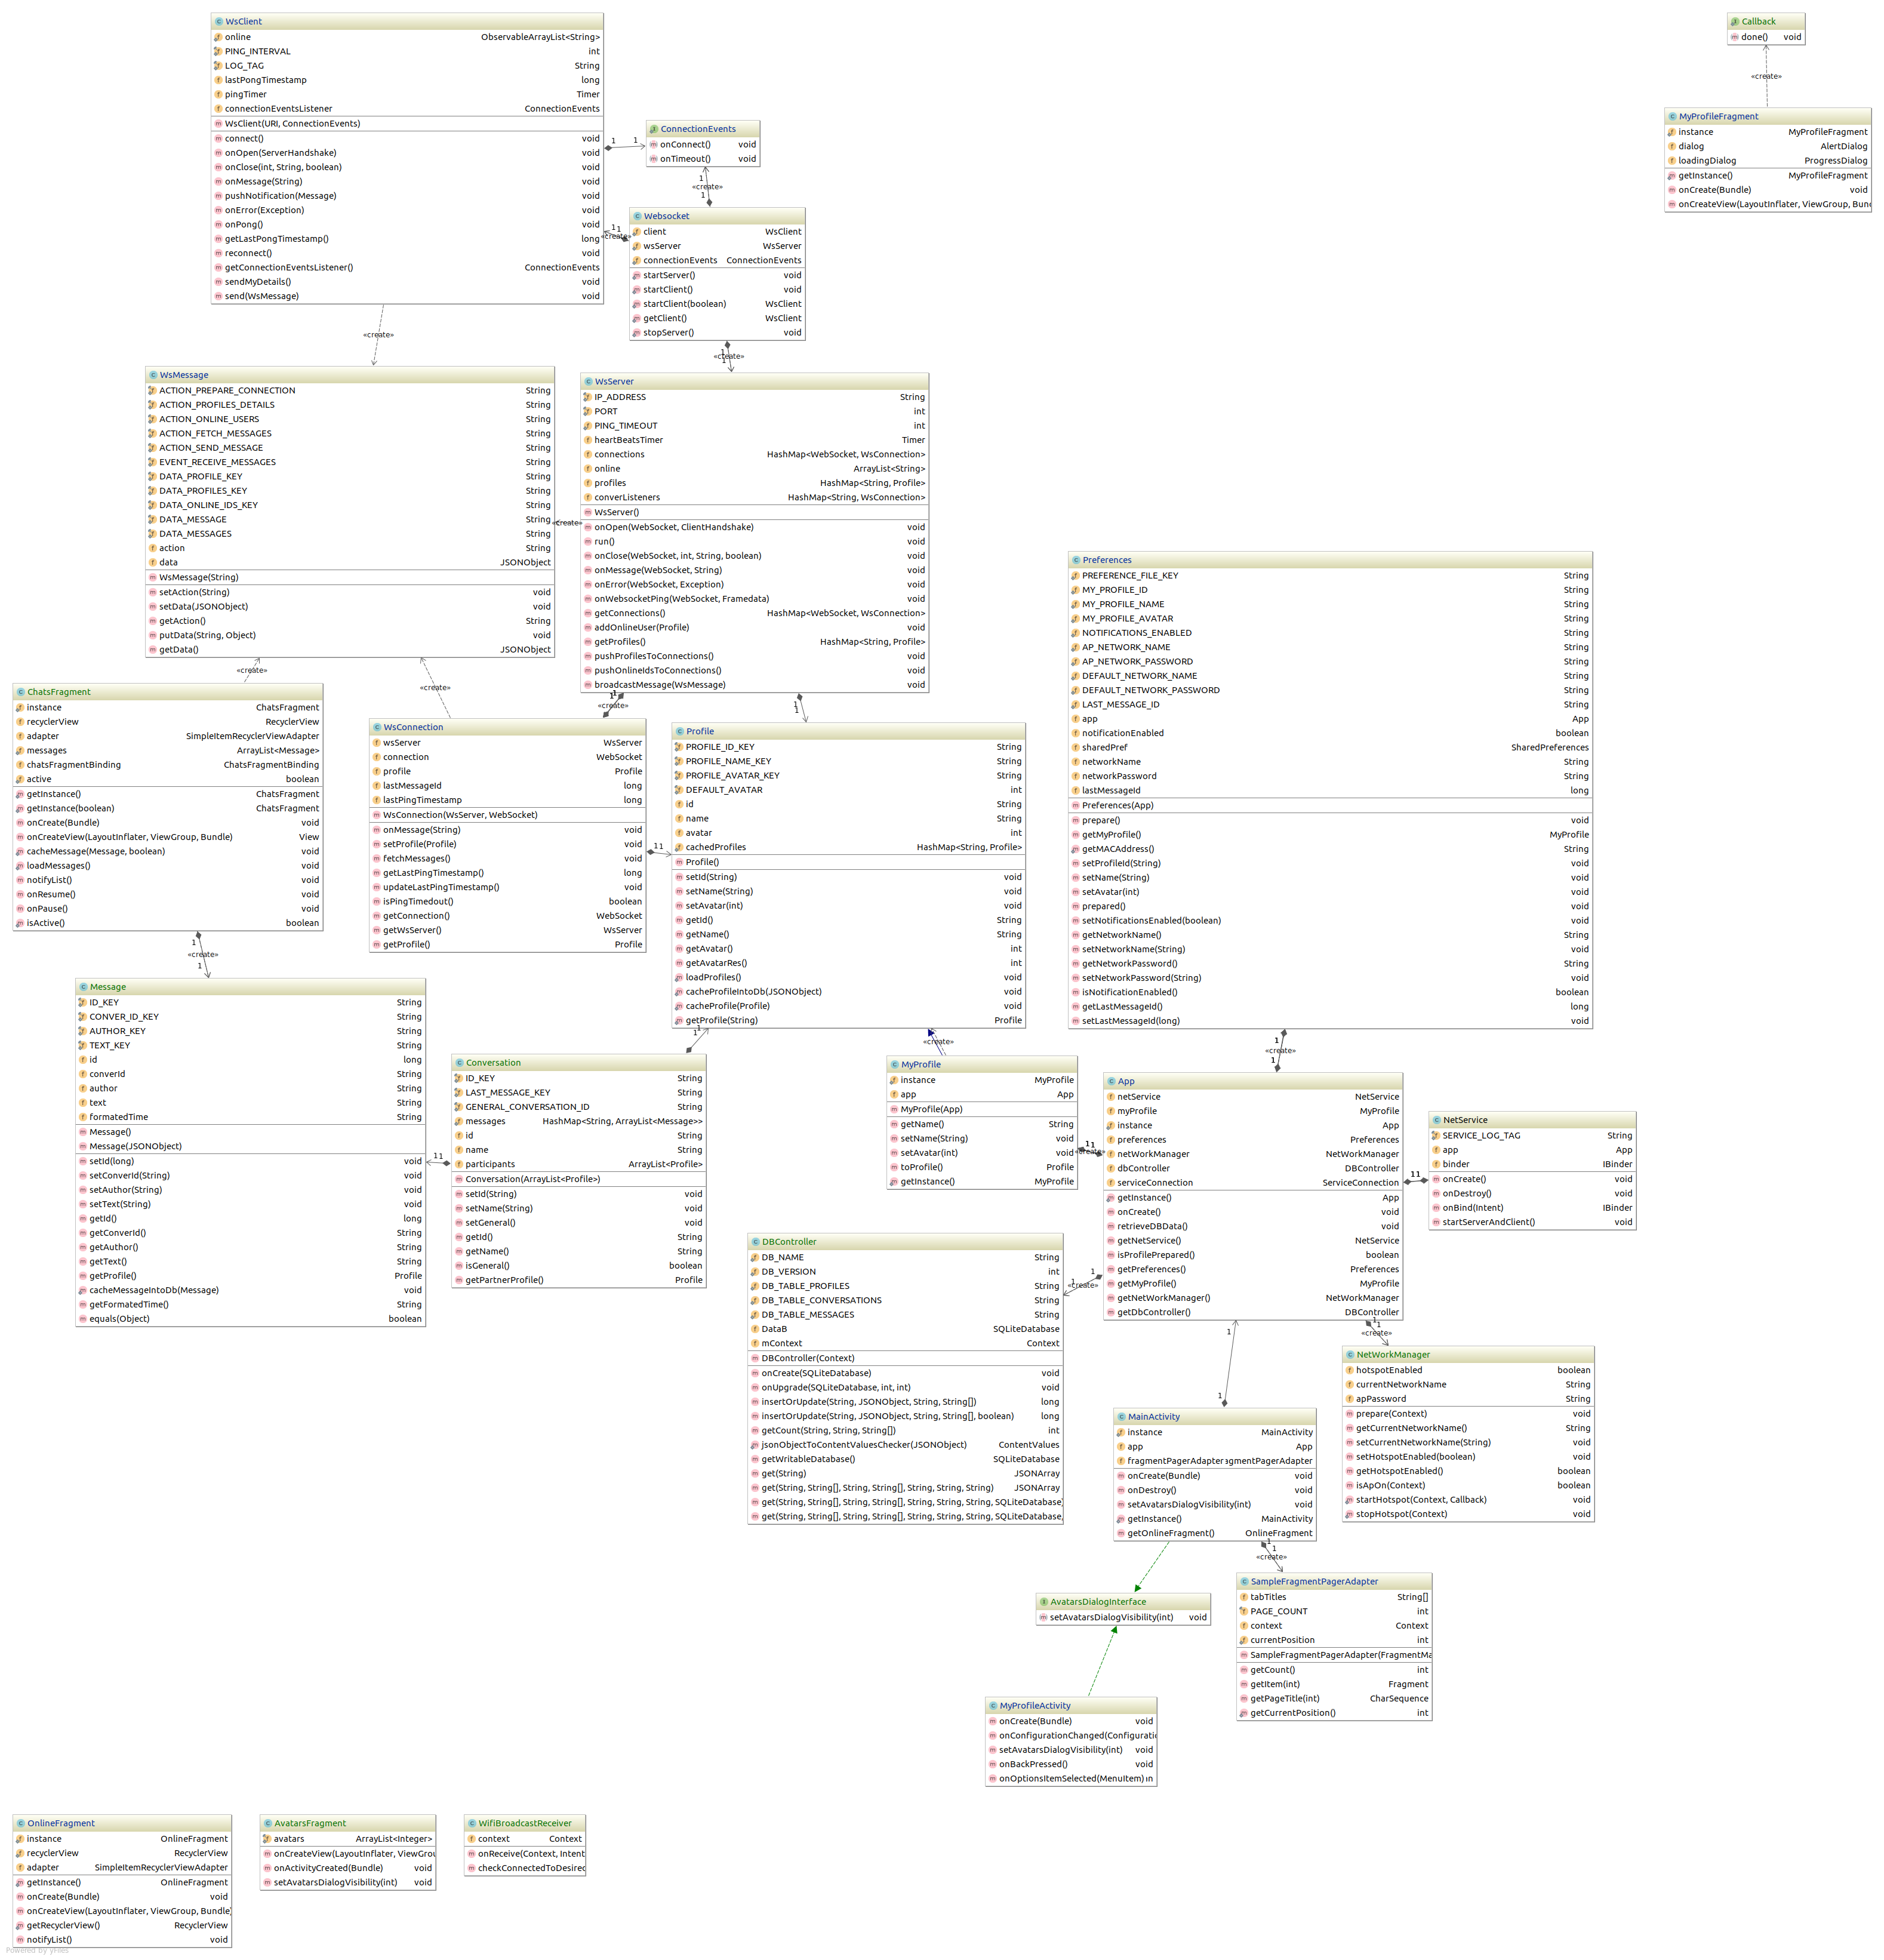 WsClient
online ObservableArrayList<String>
PING_INTERVAL int
LOG_TAG String
lastPongTimestamp long
pingTimer Timer
connectionEventsListener ConnectionEvents
WsClient(URI, ConnectionEvents)
connect() void
onOpen(ServerHandshake) void
onClose(int, String, boolean) void
onMessage(String) void
pushNotification(Message) void
onError(Exception) void
onPong() void
getLastPongTimestamp() long
reconnect() void
getConnectionEventsListener() ConnectionEvents
sendMyDetails() void
send(WsMessage) void
Callback
done() void
«create»
MyProfileFragment
instance MyProfileFragment
dialog AlertDialog
loadingDialog ProgressDialog
getInstance() MyProfileFragment
onCreate(Bundle) void
onCreateView(LayoutInflater, ViewGroup, Bun
1 1
ConnectionEvents
onConnect() void
onTimeout() void
1
«create»
1
Websocket
client WsClient
wsServer WsServer
connectionEvents ConnectionEvents
startServer() void
startClient() void
startClient(boolean) WsClient
getClient() WsClient
stopServer() void
1 1
«create»
«create»
1
«create»
1
WsMessage
ACTION_PREPARE_CONNECTION String
ACTION_PROFILES_DETAILS String
ACTION_ONLINE_USERS String
ACTION_FETCH_MESSAGES String
ACTION_SEND_MESSAGE String
EVENT_RECEIVE_MESSAGES String
DATA_PROFILE_KEY String
DATA_PROFILES_KEY String
DATA_ONLINE_IDS_KEY String
DATA_MESSAGE String
DATA_MESSAGES String
action String
data JSONObject
WsMessage(String)
setAction(String) void
setData(JSONObject) void
getAction() String
putData(String, Object) void
getData() JSONObject
«create»
WsServer
IP_ADDRESS String
PORT int
PING_TIMEOUT int
heartBeatsTimer Timer
connections HashMap<WebSocket, WsConnection>
online ArrayList<String>
profiles HashMap<String, Profile>
converListeners HashMap<String, WsConnection>
WsServer()
onOpen(WebSocket, ClientHandshake) void
run() void
onClose(WebSocket, int, String, boolean) void
onMessage(WebSocket, String) void
onError(WebSocket, Exception) void
onWebsocketPing(WebSocket, Framedata) void
getConnections() HashMap<WebSocket, WsConnection>
addOnlineUser(Profile) void
getProfiles() HashMap<String, Profile>
pushProfilesToConnections() void
pushOnlineIdsToConnections() void
broadcastMessage(WsMessage) void
Preferences
PREFERENCE_FILE_KEY String
MY_PROFILE_ID String
MY_PROFILE_NAME String
MY_PROFILE_AVATAR String
NOTIFICATIONS_ENABLED String
AP_NETWORK_NAME String
AP_NETWORK_PASSWORD String
DEFAULT_NETWORK_NAME String
DEFAULT_NETWORK_PASSWORD String
LAST_MESSAGE_ID String
app App
notificationEnabled boolean
sharedPref SharedPreferences
networkName String
networkPassword String
lastMessageId long
Preferences(App)
prepare() void
getMyProfile() MyProfile
getMACAddress() String
setProfileId(String) void
setName(String) void
setAvatar(int) void
prepared() void
setNotificationsEnabled(boolean) void
getNetworkName() String
setNetworkName(String) void
getNetworkPassword() String
setNetworkPassword(String) void
isNotificationEnabled() boolean
getLastMessageId() long
setLastMessageId(long) void
«create»
«create»
1 1
«create»
1
1
ChatsFragment
instance ChatsFragment
recyclerView RecyclerView
adapter SimpleItemRecyclerViewAdapter
messages ArrayList<Message>
chatsFragmentBinding ChatsFragmentBinding
active boolean
getInstance() ChatsFragment
getInstance(boolean) ChatsFragment
onCreate(Bundle) void
onCreateView(LayoutInflater, ViewGroup, Bundle) View
cacheMessage(Message, boolean) void
loadMessages() void
notifyList() void
onResume() void
onPause() void
isActive() boolean
WsConnection
wsServer WsServer
connection WebSocket
profile Profile
lastMessageId long
lastPingTimestamp long
WsConnection(WsServer, WebSocket)
onMessage(String) void
setProfile(Profile) void
fetchMessages() void
getLastPingTimestamp() long
updateLastPingTimestamp() void
isPingTimedout() boolean
getConnection() WebSocket
getWsServer() WsServer
getProfile() Profile
1 1
Profile
PROFILE_ID_KEY String
PROFILE_NAME_KEY String
PROFILE_AVATAR_KEY String
DEFAULT_AVATAR int
id String
name String
avatar int
cachedProfiles HashMap<String, Profile>
Profile()
setId(String) void
setName(String) void
setAvatar(int) void
getId() String
getName() String
getAvatar() int
getAvatarRes() int
loadProfiles() void
cacheProfileIntoDb(JSONObject) void
cacheProfile(Profile) void
getProfile(String) Profile
1
«create»
1
Message
ID_KEY String
CONVER_ID_KEY String
AUTHOR_KEY String
TEXT_KEY String
id long
converId String
author String
text String
formatedTime String
Message()
Message(JSONObject)
setId(long) void
setConverId(String) void
setAuthor(String) void
setText(String) void
getId() long
getConverId() String
getAuthor() String
getText() String
getProfile() Profile
cacheMessageIntoDb(Message) void
getFormatedTime() String
equals(Object) boolean
1 1
1 1
Conversation
ID_KEY String
LAST_MESSAGE_KEY String
GENERAL_CONVERSATION_ID String
messages HashMap<String, ArrayList<Message>>
id String
name String
participants ArrayList<Profile>
Conversation(ArrayList<Profile>)
setId(String) void
setName(String) void
setGeneral() void
getId() String
getName() String
isGeneral() boolean
getPartnerProfile() Profile
«create»
MyProfile
instance MyProfile
app App
MyProfile(App)
getName() String
setName(String) void
setAvatar(int) void
toProfile() Profile
getInstance() MyProfile
1 1
«create»
1
«create»
1
App
netService NetService
myProfile MyProfile
instance App
preferences Preferences
netWorkManager NetWorkManager
dbController DBController
serviceConnection ServiceConnection
getInstance() App
onCreate() void
retrieveDBData() void
getNetService() NetService
isProfilePrepared() boolean
getPreferences() Preferences
getMyProfile() MyProfile
getNetWorkManager() NetWorkManager
getDbController() DBController
1 1
NetService
SERVICE_LOG_TAG String
app App
binder IBinder
onCreate() void
onDestroy() void
onBind(Intent) IBinder
startServerAndClient() void
DBController
DB_NAME String
DB_VERSION int
DB_TABLE_PROFILES String
DB_TABLE_CONVERSATIONS String
DB_TABLE_MESSAGES String
DataB SQLiteDatabase
mContext Context
DBController(Context)
onCreate(SQLiteDatabase) void
onUpgrade(SQLiteDatabase, int, int) void
insertOrUpdate(String, JSONObject, String, String[]) long
insertOrUpdate(String, JSONObject, String, String[], boolean) long
getCount(String, String, String[]) int
jsonObjectToContentValuesChecker(JSONObject) ContentValues
getWritableDatabase() SQLiteDatabase
get(String) JSONArray
get(String, String[], String, String[], String, String, String) JSONArray
get(String, String[], String, String[], String, String, String, SQLiteDatabase)
get(String, String[], String, String[], String, String, String, SQLiteDatabase,
1 1
«create»
1
1
«create»
NetWorkManager
hotspotEnabled boolean
currentNetworkName String
apPassword String
prepare(Context) void
getCurrentNetworkName() String
setCurrentNetworkName(String) void
setHotspotEnabled(boolean) void
getHotspotEnabled() boolean
isApOn(Context) boolean
startHotspot(Context, Callback) void
stopHotspot(Context) void
1
1
MainActivity
instance MainActivity
app App
fragmentPagerAdapter agmentPagerAdapter
onCreate(Bundle) void
onDestroy() void
setAvatarsDialogVisibility(int) void
getInstance() MainActivity
getOnlineFragment() OnlineFragment
1
1
«create»
SampleFragmentPagerAdapter
tabTitles String[]
PAGE_COUNT int
context Context
currentPosition int
SampleFragmentPagerAdapter(FragmentMa
getCount() int
getItem(int) Fragment
getPageTitle(int) CharSequence
getCurrentPosition() int
AvatarsDialogInterface
setAvatarsDialogVisibility(int) void
MyProfileActivity
onCreate(Bundle) void
onConfigurationChanged(Configuratio
setAvatarsDialogVisibility(int) void
onBackPressed() void
onOptionsItemSelected(MenuItem)
OnlineFragment
instance OnlineFragment
recyclerView RecyclerView
adapter SimpleItemRecyclerViewAdapter
getInstance() OnlineFragment
onCreate(Bundle) void
onCreateView(LayoutInflater, ViewGroup, Bundle)
getRecyclerView() RecyclerView
notifyList() void
AvatarsFragment
avatars ArrayList<Integer>
onCreateView(LayoutInflater, ViewGrou
onActivityCreated(Bundle) void
setAvatarsDialogVisibility(int) void
WifiBroadcastReceiver
context Context
onReceive(Context, Intent
checkConnectedToDesired
Powered by yFiles